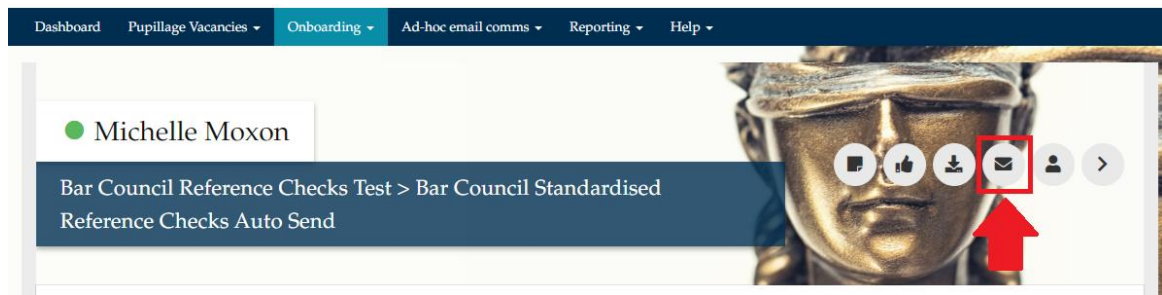 Dashboard Pupillage Vacancies Onboarding Ad-hoc email comms Reporting Help
Michelle Moxon
Bar Council Reference Checks Test > Bar Council Standardised
Reference Checks Auto Send